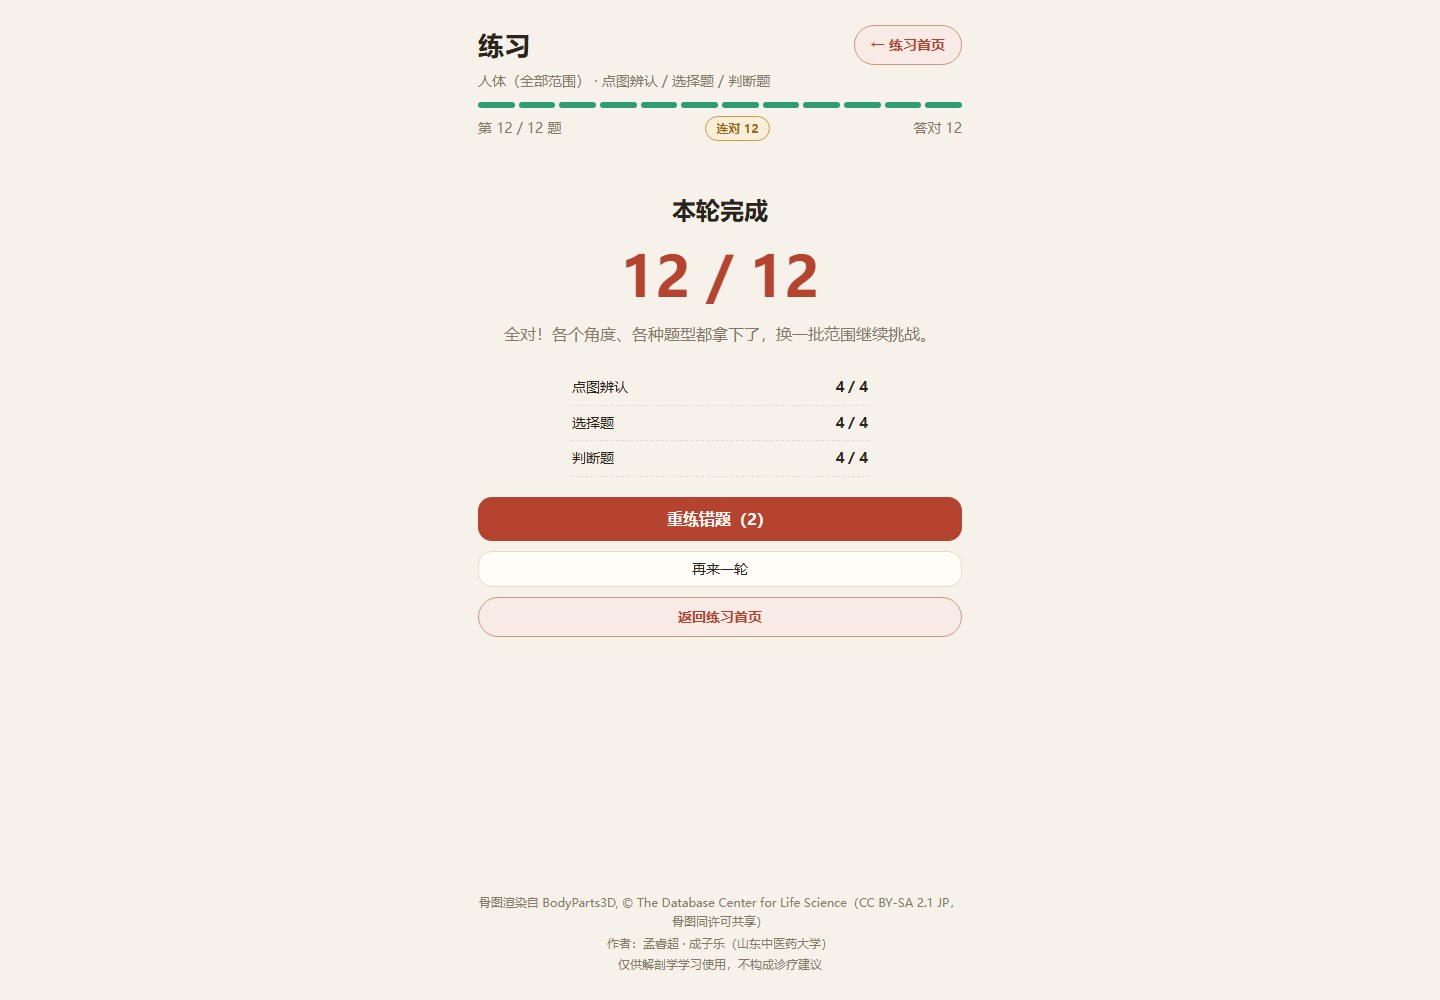 练习
← 练习首页
人体（全部范围） · 点图辨认 / 选择题 / 判断题
第 12 / 12 题
连对 12
答对 12
本轮完成
12 / 12
全对！各个角度、各种题型都拿下了，换一批范围继续挑战。
点图辨认 4 / 4
选择题 4 / 4
判断题 4 / 4
重练错题（2）
再来一轮
返回练习首页
骨图渲染自 BodyParts3D, © The Database Center for Life Science（CC BY-SA 2.1 JP，
骨图同许可共享）
作者：孟睿超 · 成子乐（山东中医药大学）
仅供解剖学学习使用，不构成诊疗建议